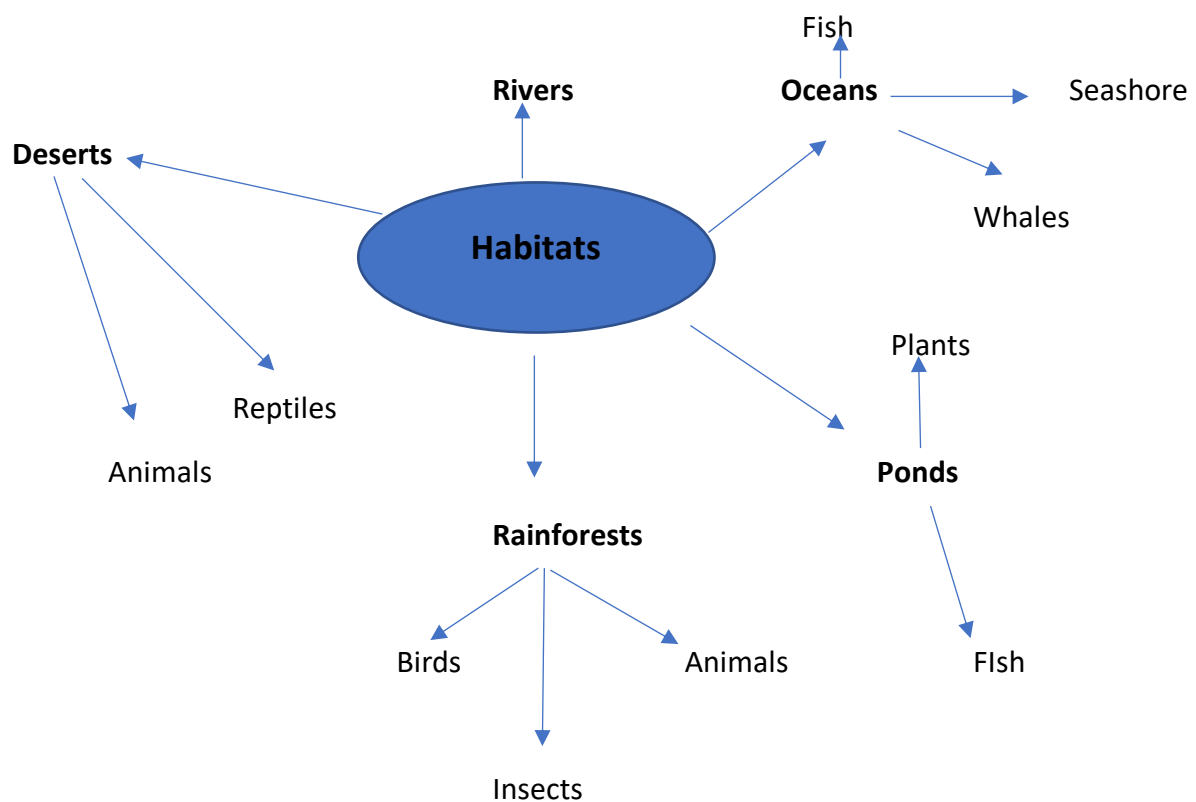 Fish
Rivers
Oceans
Seashore
Deserts
Whales
Habitats
Plants
Reptiles
Animals
Ponds
Rainforests
Birds
Animals
FIsh
Insects